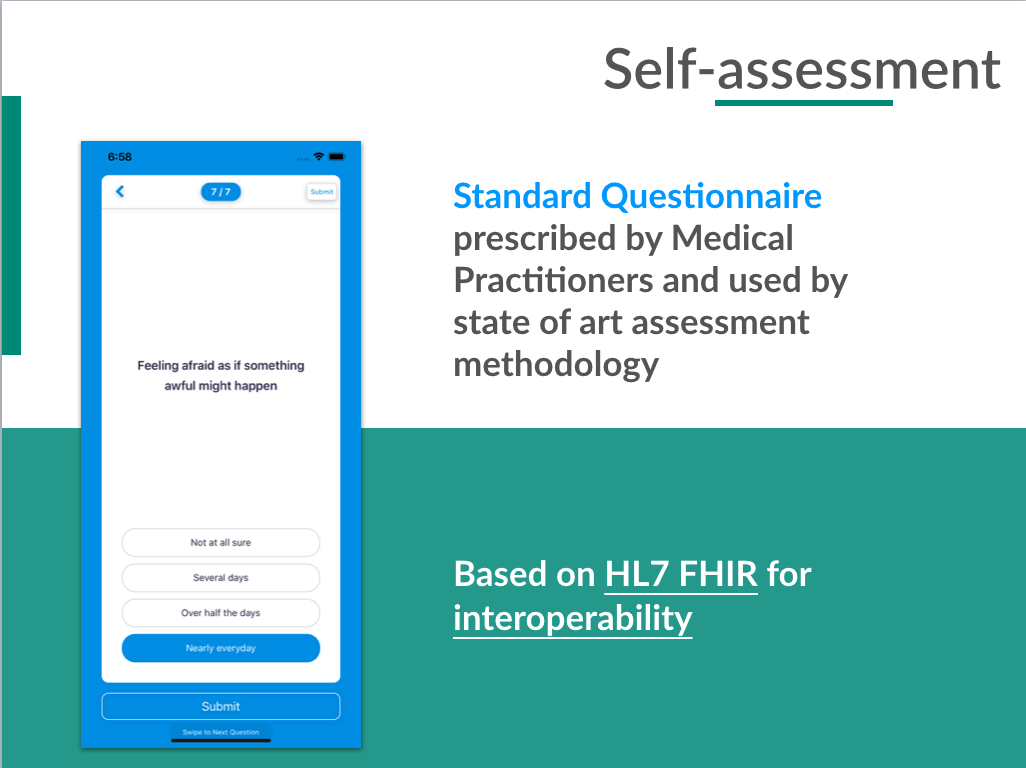 Self-assessment
6:58
7 / 7
Submit
Feeling afraid as if something
awful might happen
Not at all sure
Several days
Over half the days
Nearly everyday
Submit
Swipe to Next Question
Standard Questionnaire
prescribed by Medical
Practitioners and used by
state of art assessment
methodology
Based on HL7 FHIR for
interoperability